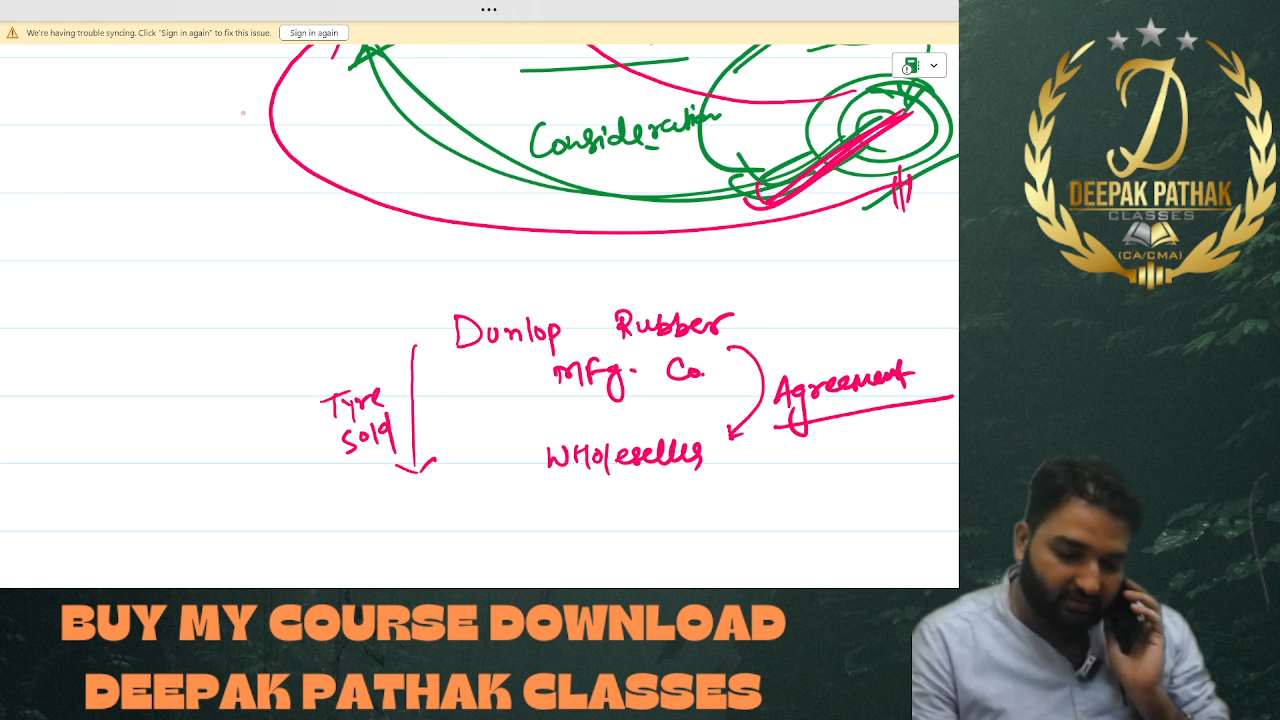 We're having trouble syncing. Click "Sign in again" to fix this issue.
Sign in again
Consideration
Dunlop Rubber
Mfg. Co.
Agreement
Tyre
Sold
WHoleseller
D
DEEPAK PATHAK
CLASSES
(CA/CMA)
BUY MY COURSE DOWNLOAD
DEEPAK PATHAK CLASSES